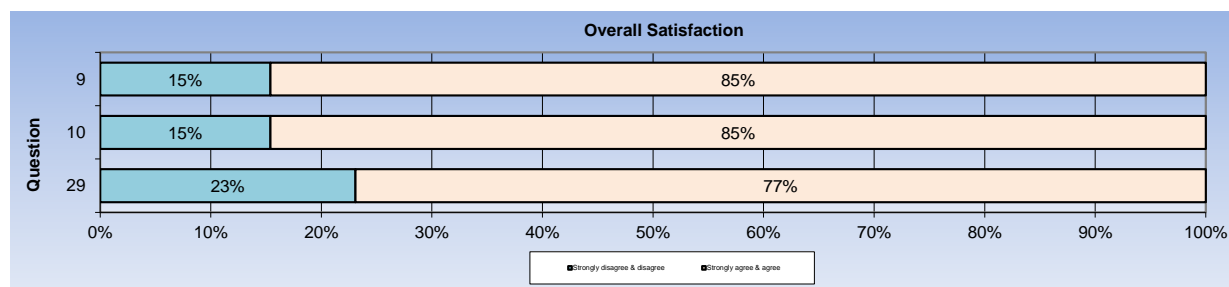 Overall Satisfaction
Question
9
15%
85%
10
15%
85%
29
23%
77%
0% 10% 20% 30% 40% 50% 60% 70% 80% 90% 100%
Strongly disagree & disagree Strongly agree & agree